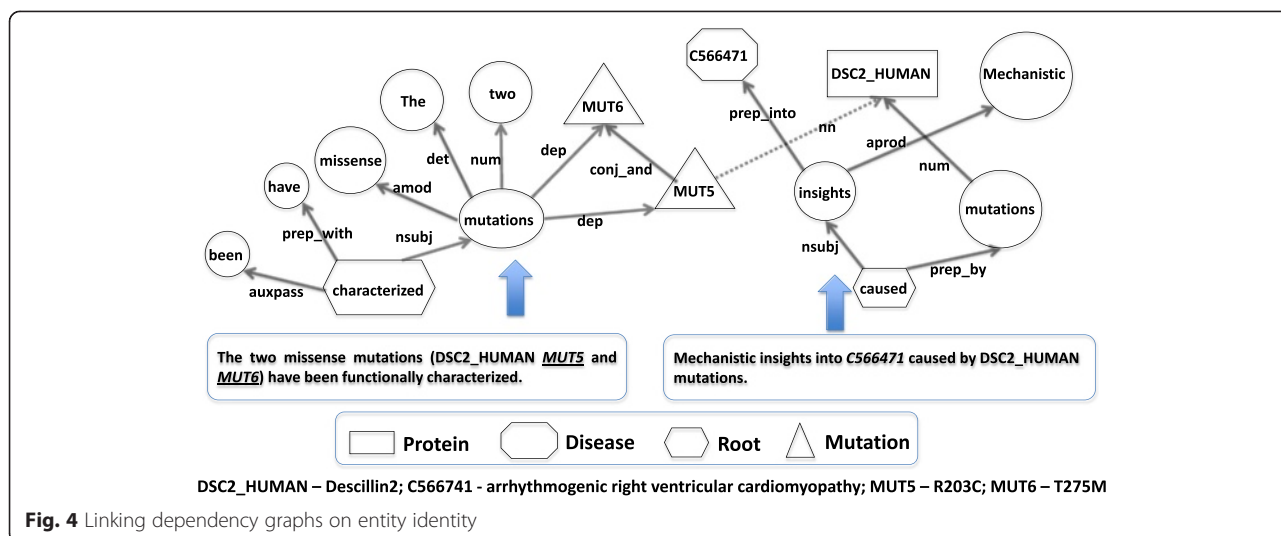 C566471
DSC2_HUMAN
Mechanistic
The
two
MUT6
prep_into
nn
aprod
missense
det
num
dep
conj_and
num
have
amod
MUT5
insights
mutations
mutations
dep
prep_with
nsubj
nsubj
been
prep_by
auxpass
characterized
caused
The two missense mutations (DSC2_HUMAN MUT5 and
MUT6) have been functionally characterized.
Mechanistic insights into C566471 caused by DSC2_HUMAN
mutations.
Protein
Disease
Root
Mutation
DSC2_HUMAN – Descillin2; C566741 - arrhythmogenic right ventricular cardiomyopathy; MUT5 – R203C; MUT6 – T275M
Fig. 4 Linking dependency graphs on entity identity